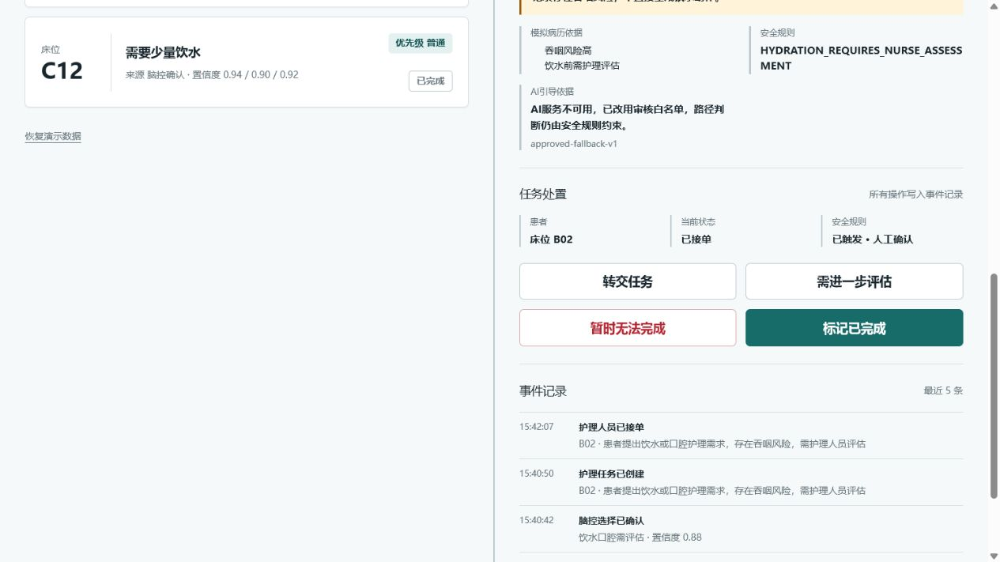 床位
C12
需要少量饮水
来源 脑控确认 · 置信度 0.94 / 0.90 / 0.92
优先级 普通
已完成
恢复演示数据
模拟病历依据
吞咽风险高
饮水前需护理评估
安全规则
HYDRATION_REQUIRES_NURSE_ASSESS
MENT
AI引导依据
AI服务不可用，已改用审核白名单，路径判
断仍由安全规则约束。
approved-fallback-v1
任务处置
所有操作写入事件记录
患者
床位 B02
当前状态
已接单
安全规则
已触发 · 人工确认
转交任务
需进一步评估
暂时无法完成
标记已完成
事件记录
最近 5 条
15:42:07
护理人员已接单
B02 · 患者提出饮水或口腔护理需求，存在吞咽风险，需护理人员评估
15:40:50
护理任务已创建
B02 · 患者提出饮水或口腔护理需求，存在吞咽风险，需护理人员评估
15:40:42
脑控选择已确认
饮水口腔需评估 · 置信度 0.88